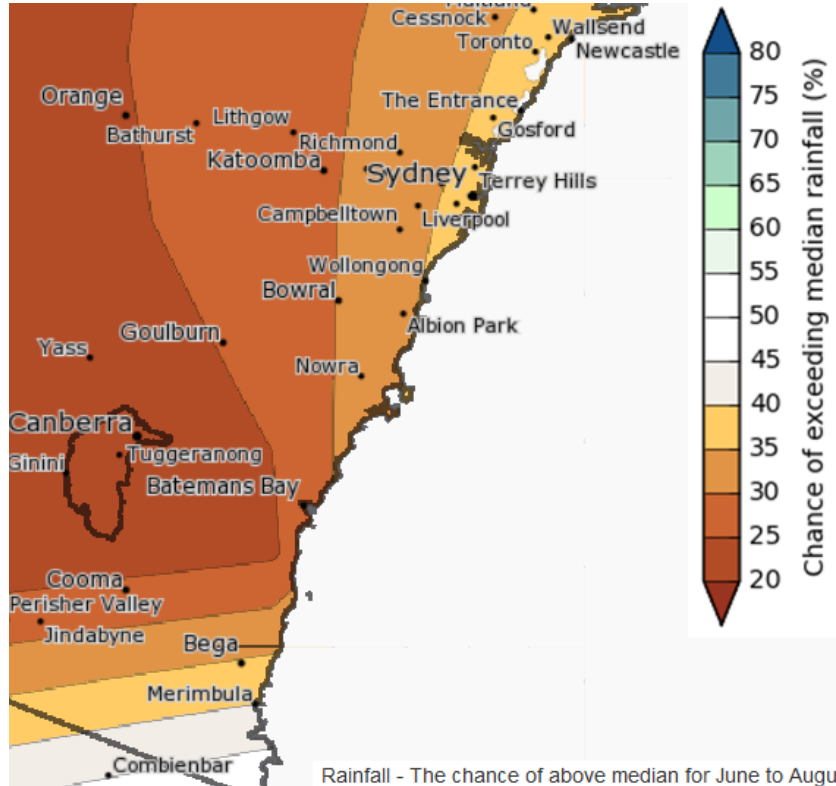 Maitland
Cessnock
Wallsend
Toronto
Newcastle
The Entrance
Gosford
Orange
Lithgow
Bathurst
Richmond
Katoomba
Sydney
Terrey Hills
Campbelltown
Liverpool
Wollongong
Bowral
Albion Park
Goulburn
Yass
Nowra
Canberra
Tuggeranong
Ginini
Batemans Bay
Cooma
Perisher Valley
Jindabyne
Bega
Merimbula
Combienbar
80
75
70
65
60
55
50
45
40
35
30
25
20
Chance of exceeding median rainfall (%)
Rainfall - The chance of above median for June to Augu